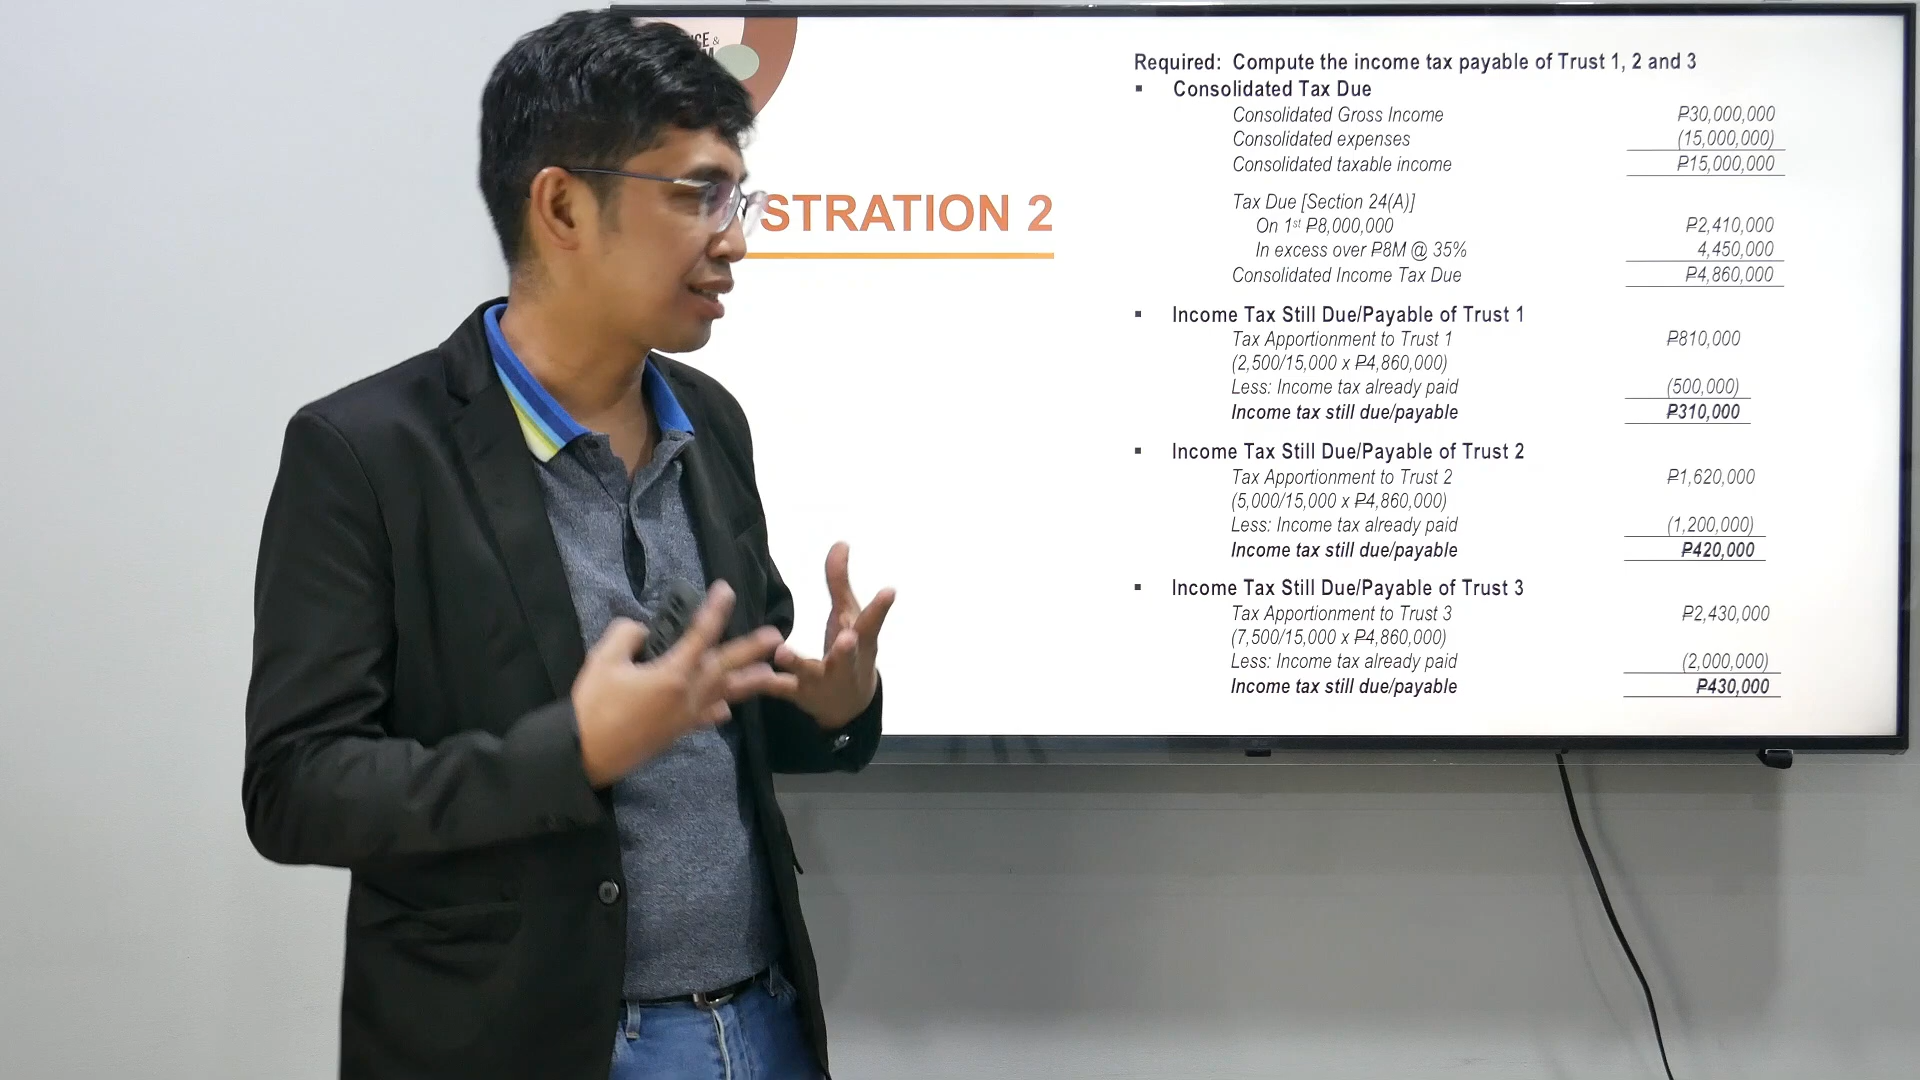 CE &
M
STRATION 2
Required: Compute the income tax payable of Trust 1, 2 and 3
▪ Consolidated Tax Due
Consolidated Gross Income ₱30,000,000
Consolidated expenses (15,000,000)
Consolidated taxable income ₱15,000,000
Tax Due [Section 24(A)]
On 1st ₱8,000,000 ₱2,410,000
In excess over ₱8M @ 35% 4,450,000
Consolidated Income Tax Due ₱4,860,000
▪ Income Tax Still Due/Payable of Trust 1
Tax Apportionment to Trust 1 ₱810,000
(2,500/15,000 x ₱4,860,000)
Less: Income tax already paid (500,000)
Income tax still due/payable ₱310,000
▪ Income Tax Still Due/Payable of Trust 2
Tax Apportionment to Trust 2 ₱1,620,000
(5,000/15,000 x ₱4,860,000)
Less: Income tax already paid (1,200,000)
Income tax still due/payable ₱420,000
▪ Income Tax Still Due/Payable of Trust 3
Tax Apportionment to Trust 3 ₱2,430,000
(7,500/15,000 x ₱4,860,000)
Less: Income tax already paid (2,000,000)
Income tax still due/payable ₱430,000